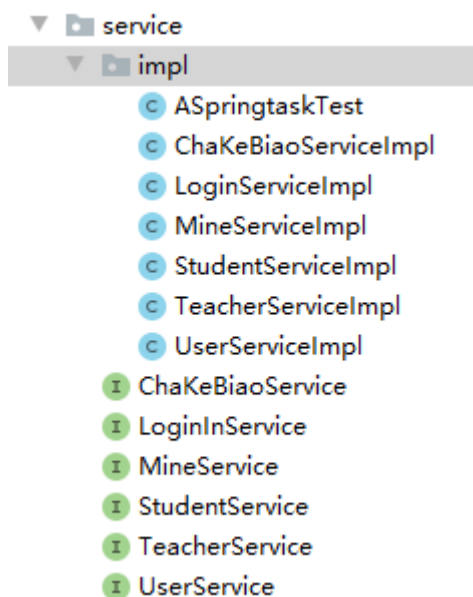 service
impl
C ASpringtaskTest
C ChaKeBiaoServiceImpl
C LoginServiceImpl
C MineServiceImpl
C StudentServiceImpl
C TeacherServiceImpl
C UserServiceImpl
I ChaKeBiaoService
I LoginInService
I MineService
I StudentService
I TeacherService
I UserService